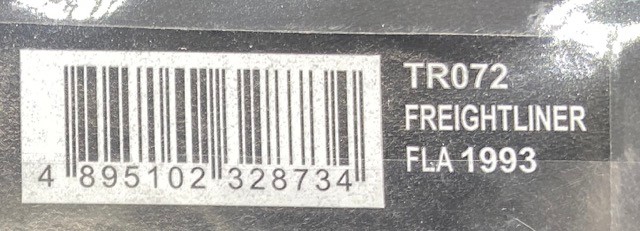 TR072
FREIGHTLINER
FLA 1993
4 895102 328734